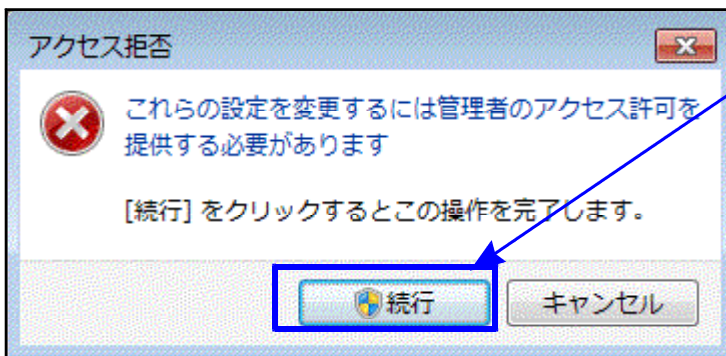 アクセス拒否
これらの設定を変更するには管理者のアクセス許可を
提供する必要があります
[続行] をクリックするとこの操作を完了します。
続行
キャンセル